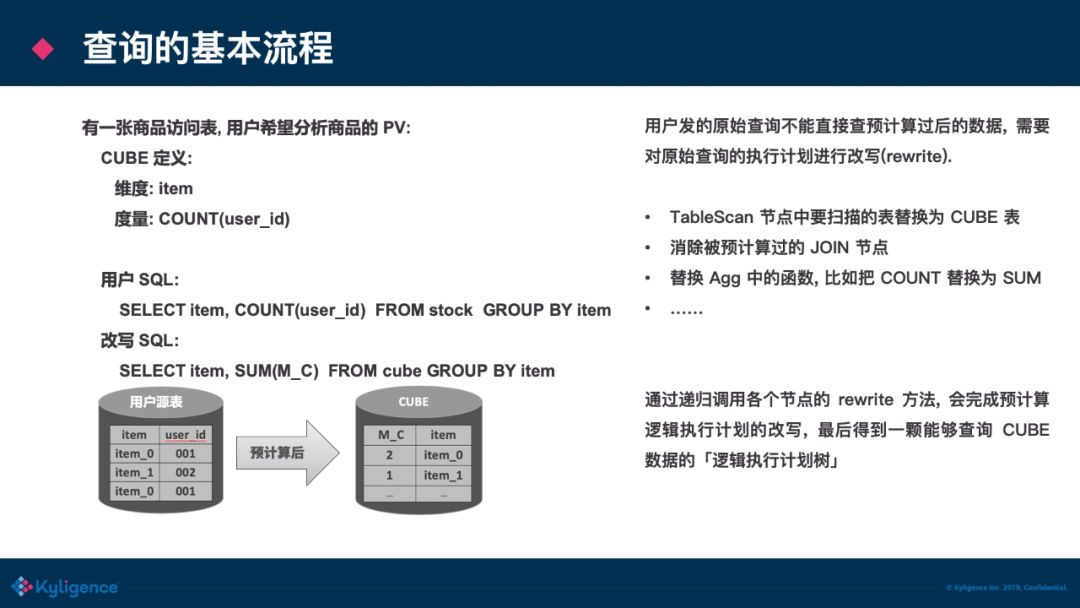 查询的基本流程
有一张商品访问表, 用户希望分析商品的 PV:
CUBE 定义:
维度: item
度量: COUNT(user_id)
用户 SQL:
SELECT item, COUNT(user_id) FROM stock GROUP BY item
改写 SQL:
SELECT item, SUM(M_C) FROM cube GROUP BY item
用户源表
item user_id
item_0 001
item_1 002
item_0 001
预计算后
CUBE
M_C item
2 item_0
1 item_1
... ...
用户发的原始查询不能直接查预计算过后的数据, 需要
对原始查询的执行计划进行改写(rewrite).
• TableScan 节点中要扫描的表替换为 CUBE 表
• 消除被预计算过的 JOIN 节点
• 替换 Agg 中的函数, 比如把 COUNT 替换为 SUM
• ……
通过递归调用各个节点的 rewrite 方法, 会完成预计算
逻辑执行计划的改写, 最后得到一颗能够查询 CUBE
数据的「逻辑执行计划树」
Kyligence
© Kyligence Inc. 2019, Confidential.